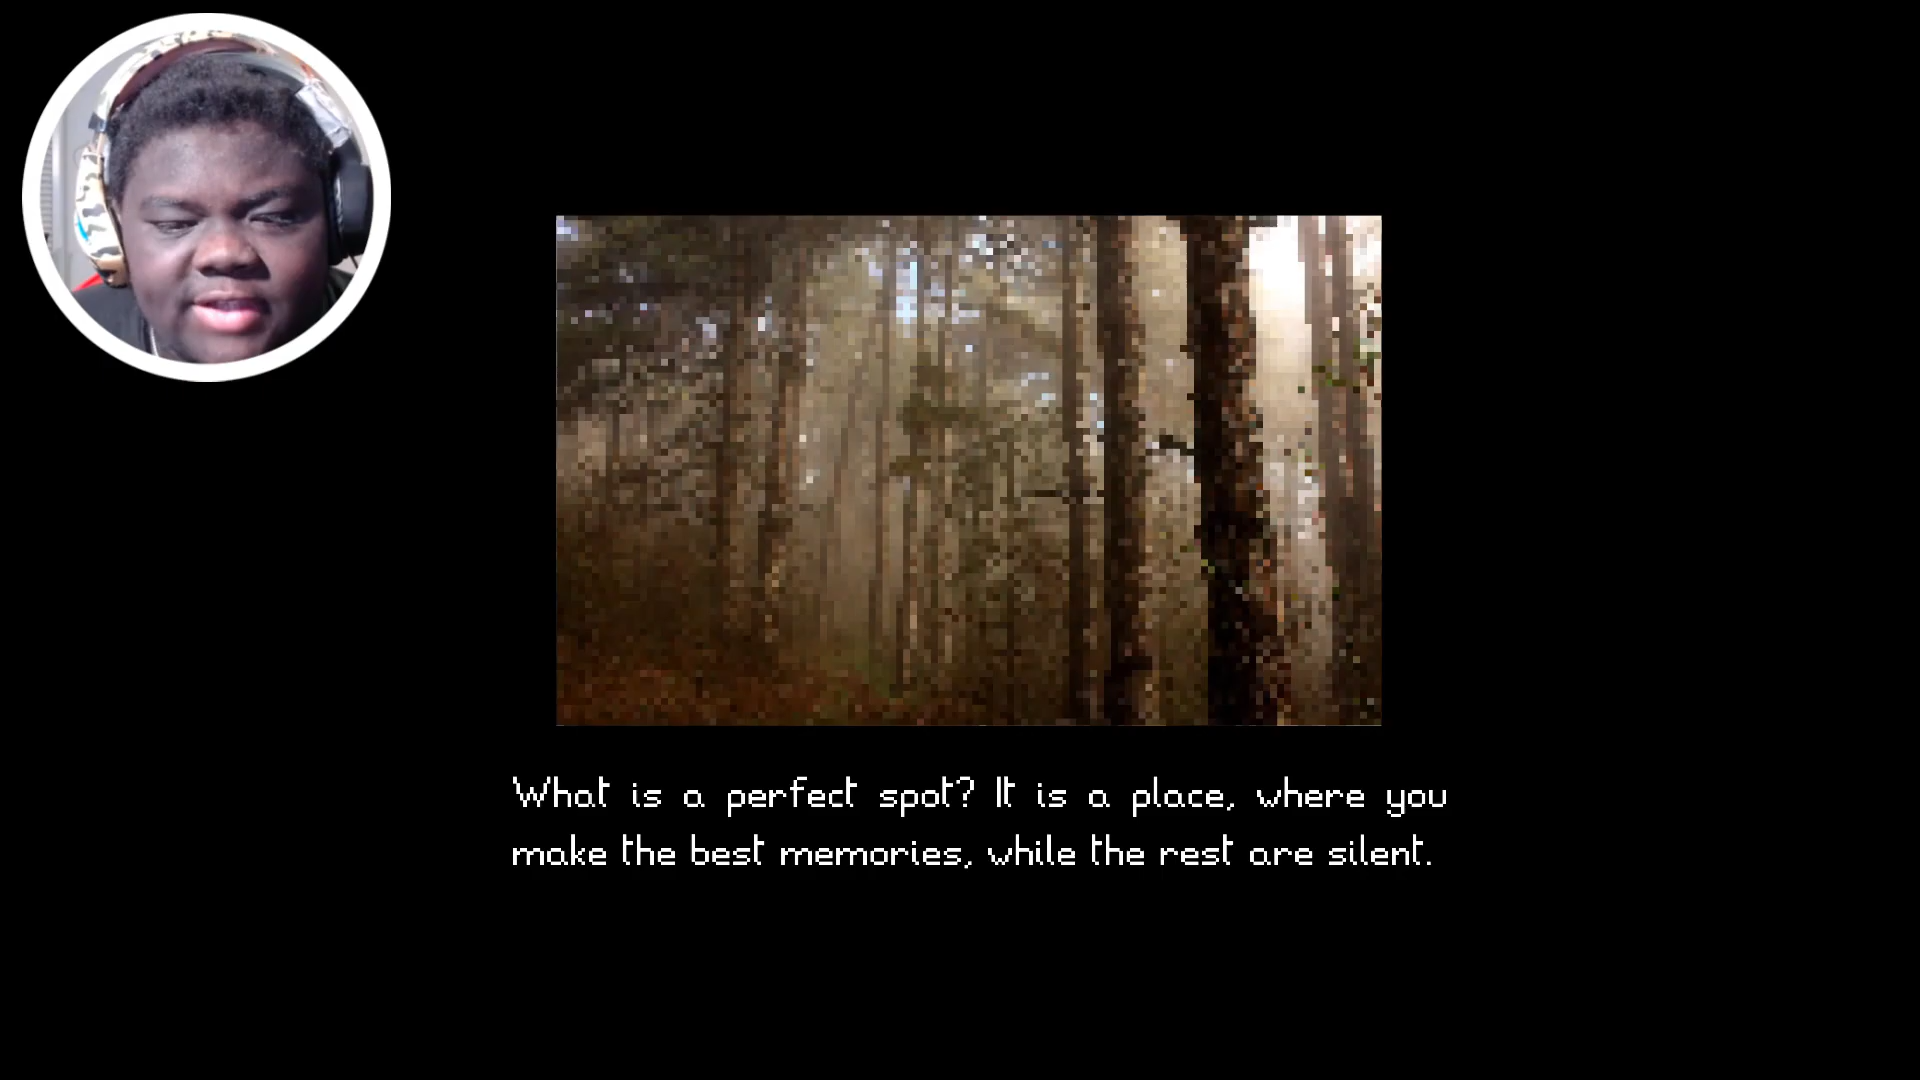 What is a perfect spot? It is a place, where you
make the best memories, while the rest are silent.